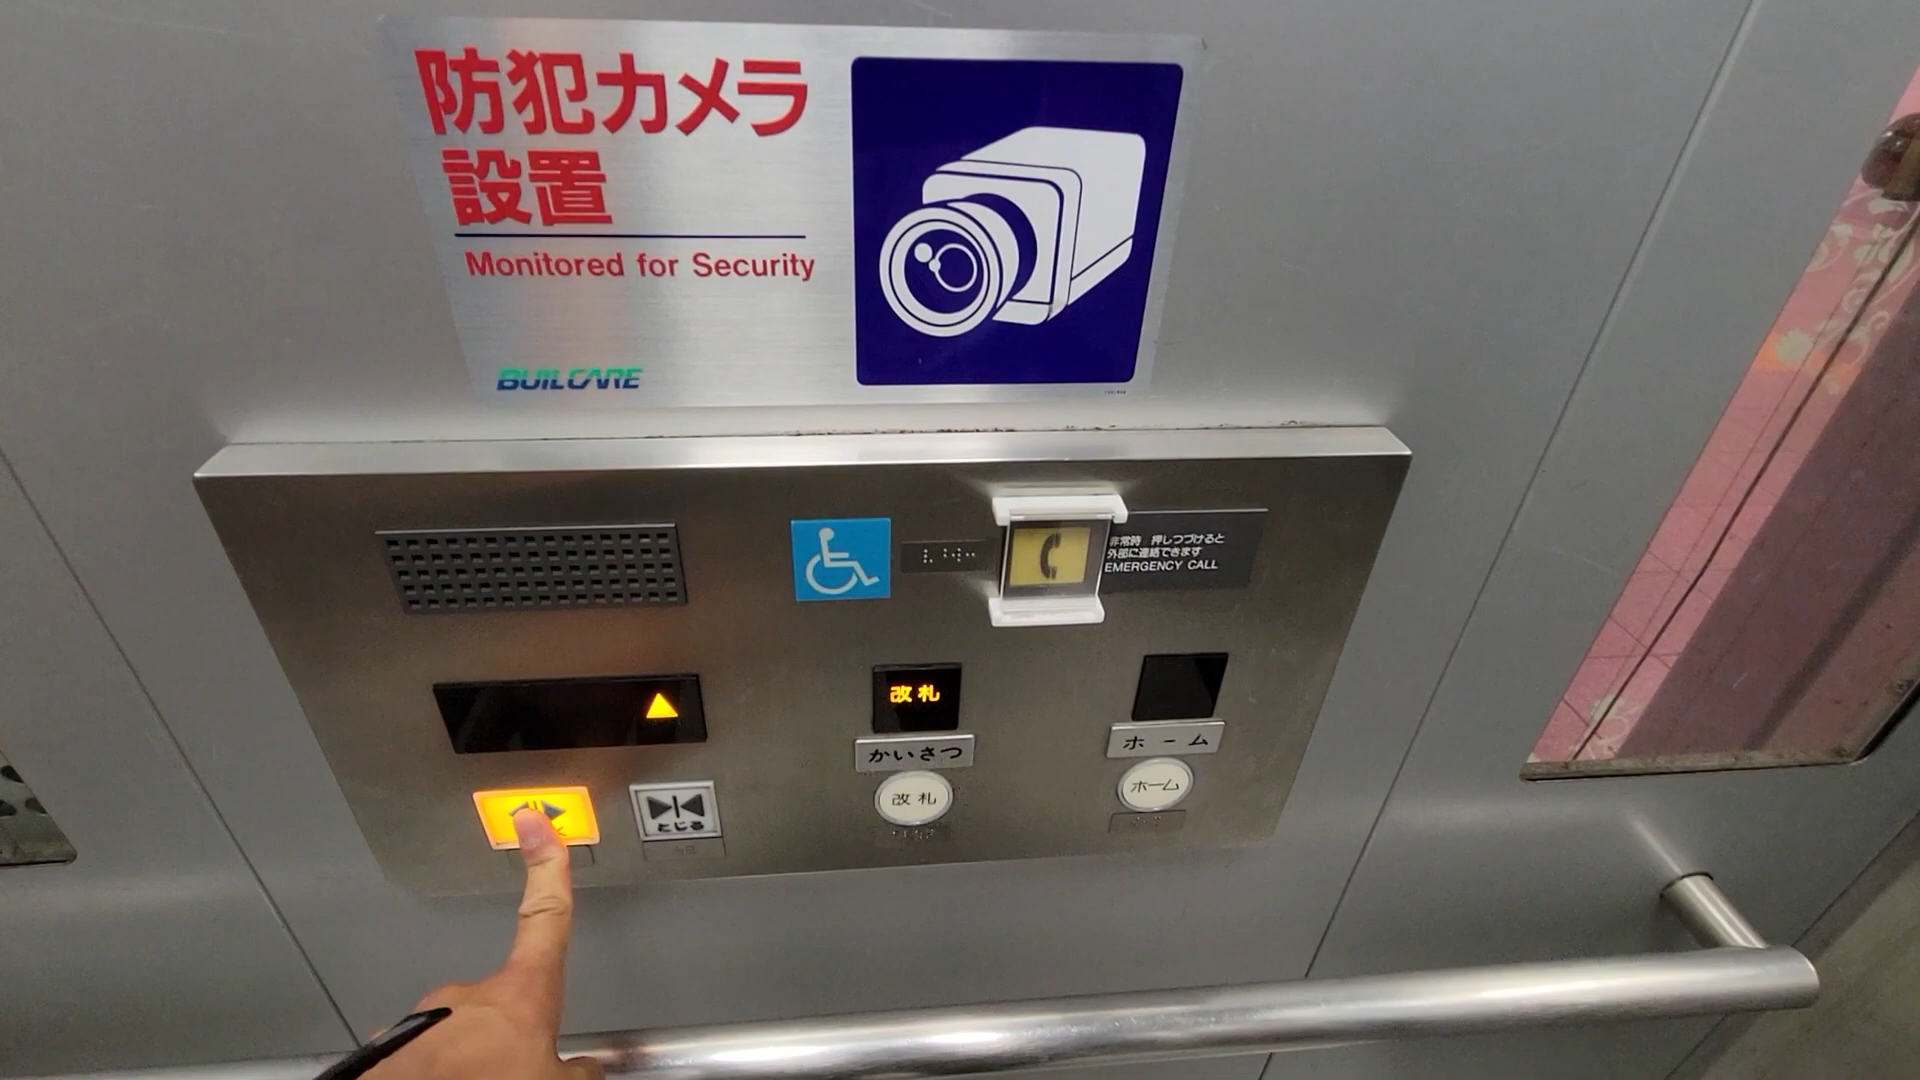 防犯カメラ
設置
Monitored for Security
BUILCARE
非常時 押しつづけると
外部に連絡できます
EMERGENCY CALL
改札
かいさつ
ホーム
とじる
改札
ホーム